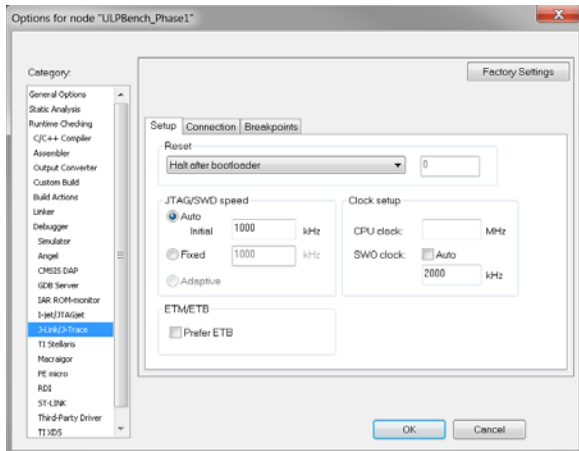 Options for node "ULPBench_Phase1"
Category:
Factory Settings
General Options
Static Analysis
Runtime Checking
C/C++ Compiler
Assembler
Output Converter
Custom Build
Build Actions
Linker
Debugger
Simulator
Angel
CMSIS DAP
GDB Server
IAR ROM-monitor
I-jet/JTAGjet
J-Link/J-Trace
TI Stellaris
Macraigor
PE micro
RDI
ST-LINK
Third-Party Driver
TI XDS
Setup Connection Breakpoints
Reset
Halt after bootloader 0
JTAG/SWD speed
Auto
Initial 1000 kHz
Fixed 1000 kHz
Adaptive
Clock setup
CPU clock: MHz
SWO clock: Auto
2000 kHz
ETM/ETB
Prefer ETB
OK Cancel